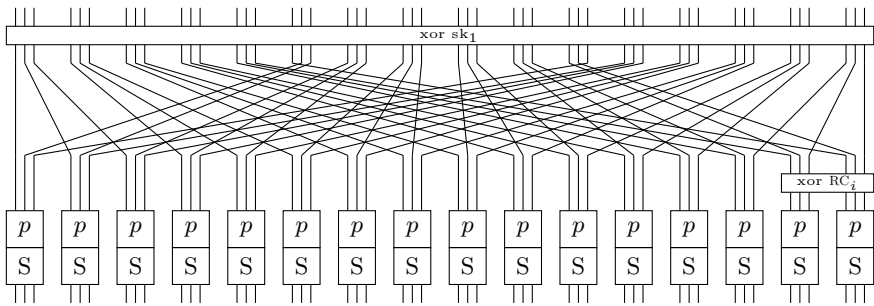 xor sk₁
xor RCᵢ
p p p p p p p p p p p p p p p p
S S S S S S S S S S S S S S S S